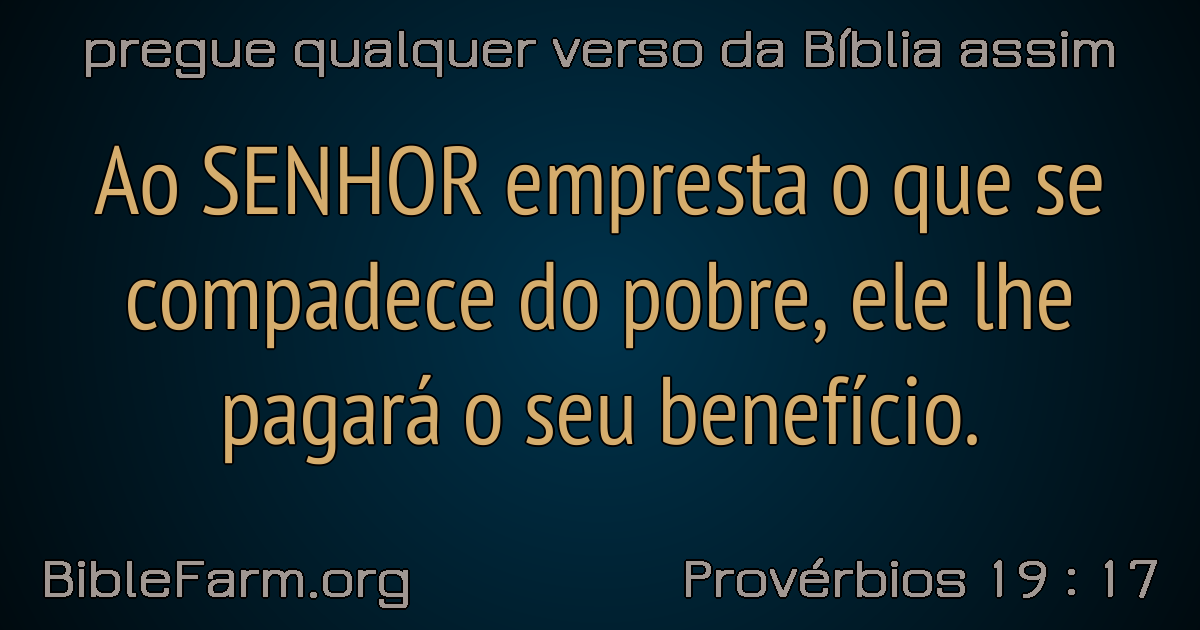 pregue qualquer verso da Bíblia assim
Ao SENHOR empresta o que se
compadece do pobre, ele lhe
pagará o seu benefício.
BibleFarm.org
Provérbios 19 : 17